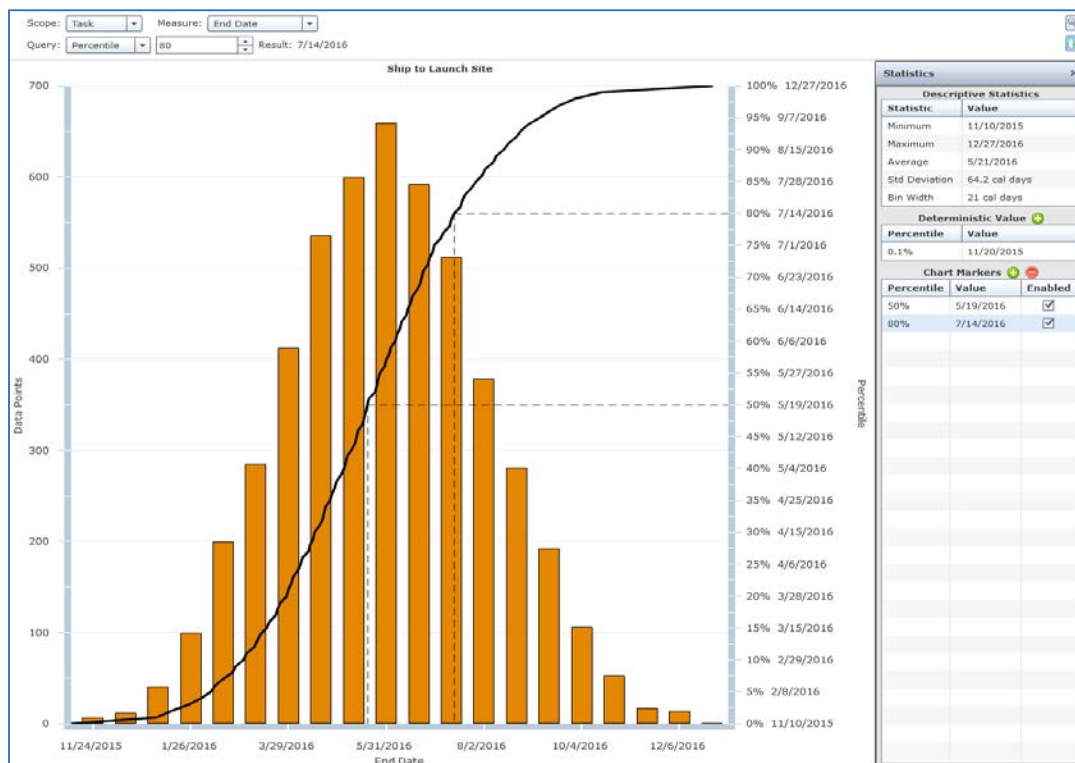 Scope: Task Measure: End Date
Query: Percentile 80 Result: 7/14/2016
Ship to Launch Site
Data Points
700
600
500
400
300
200
100
0
11/24/2015 1/26/2016 3/29/2016 5/31/2016 8/2/2016 10/4/2016 12/6/2016
End Date
100% 12/27/2016
95% 9/7/2016
90% 8/15/2016
85% 7/28/2016
80% 7/14/2016
75% 7/1/2016
70% 6/23/2016
65% 6/14/2016
60% 6/6/2016
55% 5/27/2016
50% 5/19/2016
45% 5/12/2016
40% 5/4/2016
35% 4/25/2016
30% 4/15/2016
25% 4/6/2016
20% 3/28/2016
15% 3/15/2016
10% 2/29/2016
5% 2/8/2016
0% 11/10/2015
Percentile
Statistics
Descriptive Statistics
Statistic Value
Minimum 11/10/2015
Maximum 12/27/2016
Average 5/21/2016
Std Deviation 64.2 cal days
Bin Width 21 cal days
Deterministic Value
Percentile Value
0.1% 11/20/2015
Chart Markers
Percentile Value Enabled
50% 5/19/2016
80% 7/14/2016